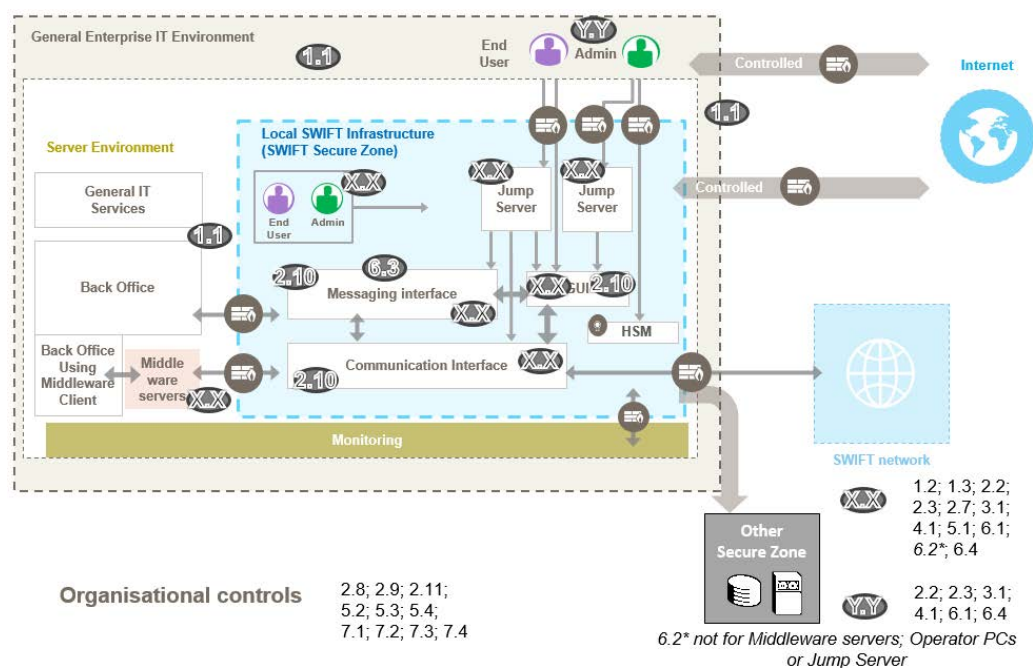 General Enterprise IT Environment
1.1
End
User
Y.Y
Admin
Controlled
Internet
1.1
Local SWIFT Infrastructure
(SWIFT Secure Zone)
Server Environment
General IT
Services
X.X
End
User
Admin
X.X
Jump
Server
X.X
Jump
Server
Controlled
1.1
Back Office
2.10
6.3
Messaging interface
X.X
X.X
GUI
2.10
HSM
Back Office
Using
Middleware
Client
Middle
ware
servers
X.X
Communication Interface
X.X
2.10
Monitoring
SWIFT network
X.X
1.2; 1.3; 2.2;
2.3; 2.7; 3.1;
4.1; 5.1; 6.1;
6.2*; 6.4
Other
Secure Zone
Y.Y
2.2; 2.3; 3.1;
4.1; 6.1; 6.4
Organisational controls
2.8; 2.9; 2.11;
5.2; 5.3; 5.4;
7.1; 7.2; 7.3; 7.4
6.2* not for Middleware servers; Operator PCs
or Jump Server